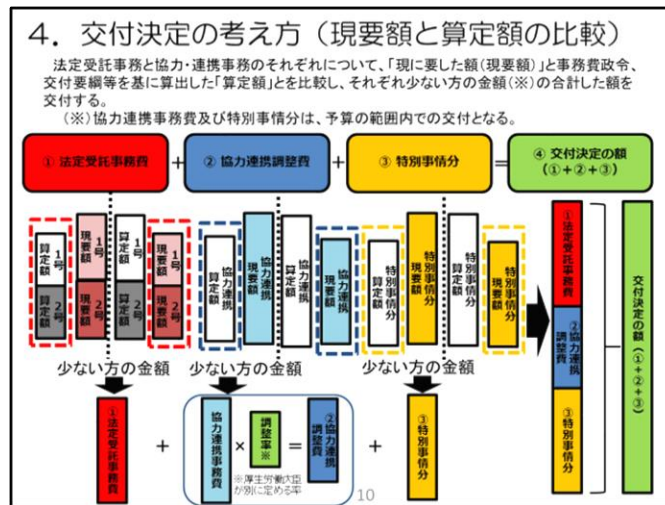 ４．交付決定の考え方（現要額と算定額の比較）
法定受託事務と協力・連携事務のそれぞれについて、「現に要した額（現要額）」と事務費政令、
交付要綱等を基に算出した「算定額」とを比較し、それぞれ少ない方の金額（※）の合計した額を
交付する。
（※）協力連携事務費及び特別事情分は、予算の範囲内での交付となる。
① 法定受託事務費
＋
② 協力連携調整費
＋
③ 特別事情分
＝
④ 交付決定の額
（①＋②＋③）
算定額 1号
算定額 2号
現要額 1号
現要額 2号
算定額 1号
算定額 2号
現要額 1号
現要額 2号
協力連携
算定額
協力連携
現要額
協力連携
算定額
協力連携
現要額
特別事情分
算定額
特別事情分
現要額
特別事情分
算定額
特別事情分
現要額
①法定受託事務費
②協力連携
調整費
③特別事情分
交付決定の額（①＋②＋③）
少ない方の金額
少ない方の金額
少ない方の金額
①法定受託事務費
＋
協力連携事務費
×
調整率※
＝
②協力連携
調整費
＋
③特別事情分
※厚生労働大臣
が別に定める率
10